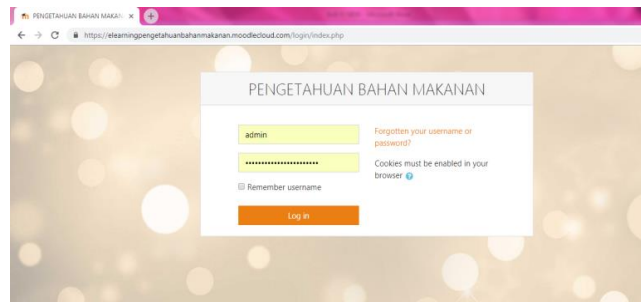 PENGETAHUAN BAHAN MAKAN
https://elearningpengetahuanbahanmakanan.moodlecloud.com/login/index.php
PENGETAHUAN BAHAN MAKANAN
admin
Forgotten your username or
password?
Cookies must be enabled in your
browser
Remember username
Log in